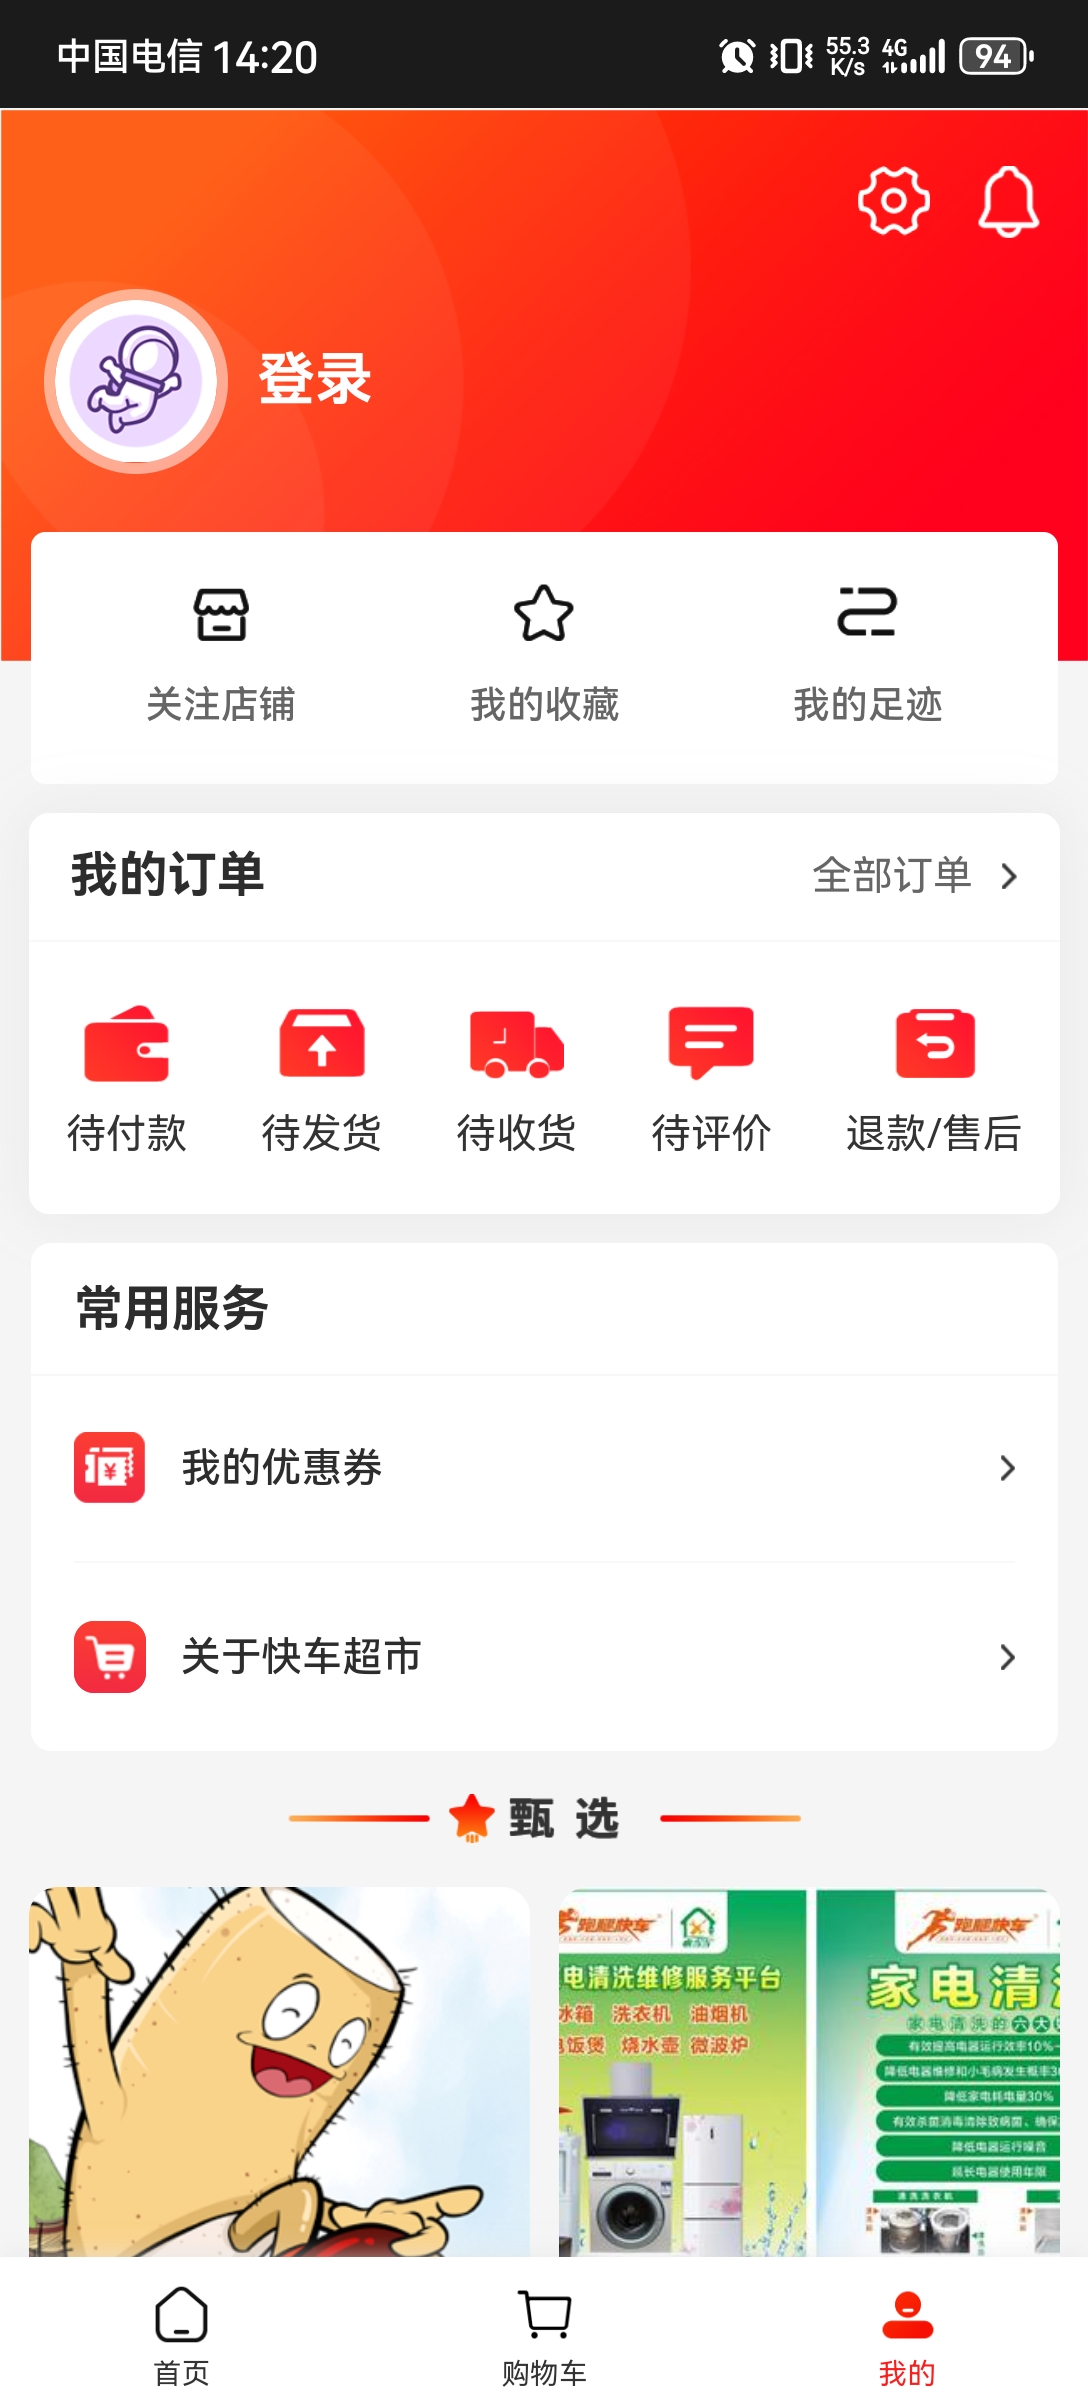 中国电信 14:20
55.3 K/s
4G
94
登录
关注店铺
我的收藏
我的足迹
我的订单
全部订单
待付款
待发货
待收货
待评价
退款/售后
常用服务
我的优惠券
关于快车超市
甄选
跑腿快车
电清洗维修服务平台
冰箱 洗衣机 油烟机
饭煲 烧水壶 微波炉
跑腿快车
家电清
家电清洗的六大
有效提高电器运行效率10%
降低电器维修和小毛病发生概率3
降低家电耗电量30%
有效杀菌消毒清除致病菌、确保
降低电器运行噪音
延长电器使用年限
首页
购物车
我的